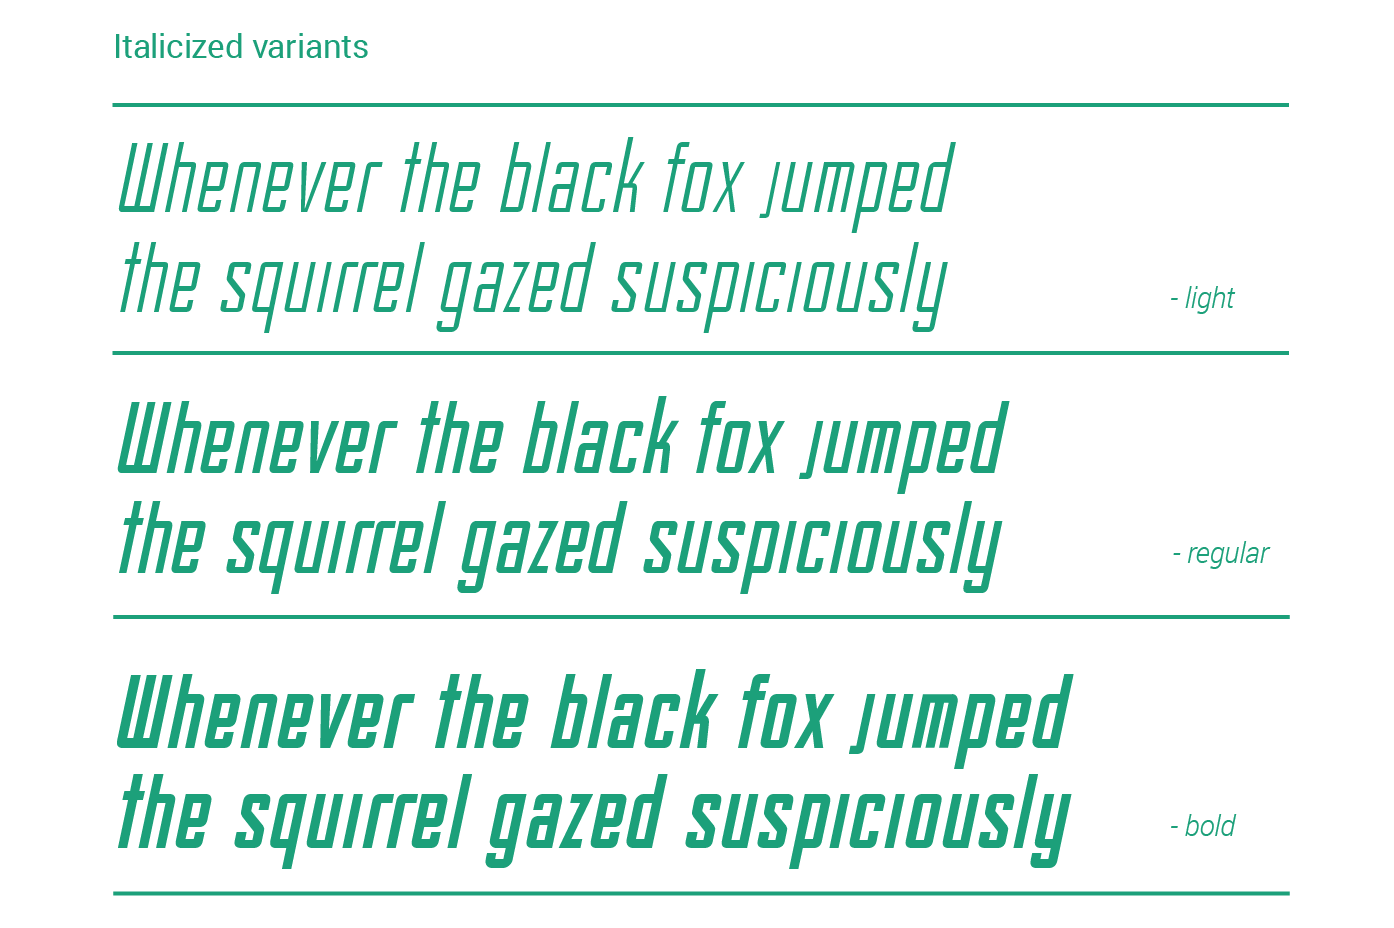 Italicized variants
Whenever the black fox jumped
the squirrel gazed suspiciously
- light
Whenever the black fox jumped
the squirrel gazed suspiciously
- regular
Whenever the black fox jumped
the squirrel gazed suspiciously
- bold